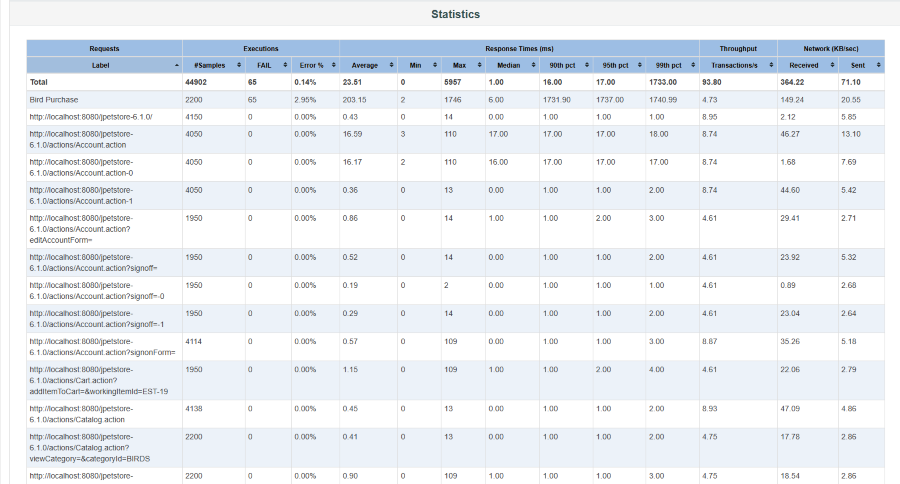 Statistics
Requests Executions Response Times (ms) Throughput Network (KB/sec)
Label #Samples FAIL Error % Average Min Max Median 90th pct 95th pct 99th pct Transactions/s Received Sent
Total 44902 65 0.14% 23.51 0 5957 1.00 16.00 17.00 1733.00 93.80 364.22 71.10
Bird Purchase 2200 65 2.95% 203.15 2 1746 6.00 1731.90 1737.00 1740.99 4.73 149.24 20.55
http://localhost:8080/jpetstore-6.1.0/ 4150 0 0.00% 0.43 0 14 0.00 1.00 1.00 1.00 8.95 2.12 5.85
http://localhost:8080/jpetstore- 4050 0 0.00% 16.59 3 110 17.00 17.00 17.00 18.00 8.74 46.27 13.10
6.1.0/actions/Account.action
http://localhost:8080/jpetstore- 4050 0 0.00% 16.17 2 110 16.00 17.00 17.00 17.00 8.74 1.68 7.69
6.1.0/actions/Account.action-0
http://localhost:8080/jpetstore- 4050 0 0.00% 0.36 0 13 0.00 1.00 1.00 2.00 8.74 44.60 5.42
6.1.0/actions/Account.action-1
http://localhost:8080/jpetstore- 1950 0 0.00% 0.86 0 14 1.00 1.00 2.00 3.00 4.61 29.41 2.71
6.1.0/actions/Account.action?
editAccountForm=
http://localhost:8080/jpetstore- 1950 0 0.00% 0.52 0 14 0.00 1.00 1.00 2.00 4.61 23.92 5.32
6.1.0/actions/Account.action?signoff=
http://localhost:8080/jpetstore- 1950 0 0.00% 0.19 0 2 0.00 1.00 1.00 1.00 4.61 0.89 2.68
6.1.0/actions/Account.action?signoff=-0
http://localhost:8080/jpetstore- 1950 0 0.00% 0.29 0 14 0.00 1.00 1.00 2.00 4.61 23.04 2.64
6.1.0/actions/Account.action?signoff=-1
http://localhost:8080/jpetstore- 4114 0 0.00% 0.57 0 109 0.00 1.00 1.00 3.00 8.87 35.26 5.18
6.1.0/actions/Account.action?signonForm=
http://localhost:8080/jpetstore- 1950 0 0.00% 1.15 0 109 1.00 2.00 2.00 4.00 4.61 22.06 2.79
6.1.0/actions/Cart.action?
addItemToCart=&workingItemId=EST-19
http://localhost:8080/jpetstore- 4138 0 0.00% 0.45 0 13 0.00 1.00 1.00 2.00 8.93 47.09 4.86
6.1.0/actions/Catalog.action
http://localhost:8080/jpetstore- 2200 0 0.00% 0.41 0 13 0.00 1.00 1.00 2.00 4.75 17.78 2.86
6.1.0/actions/Catalog.action?
viewCategory=&categoryId=BIRDS
http://localhost:8080/jpetstore- 2200 0 0.00% 0.90 0 109 1.00 1.00 1.00 3.00 4.75 18.54 2.86